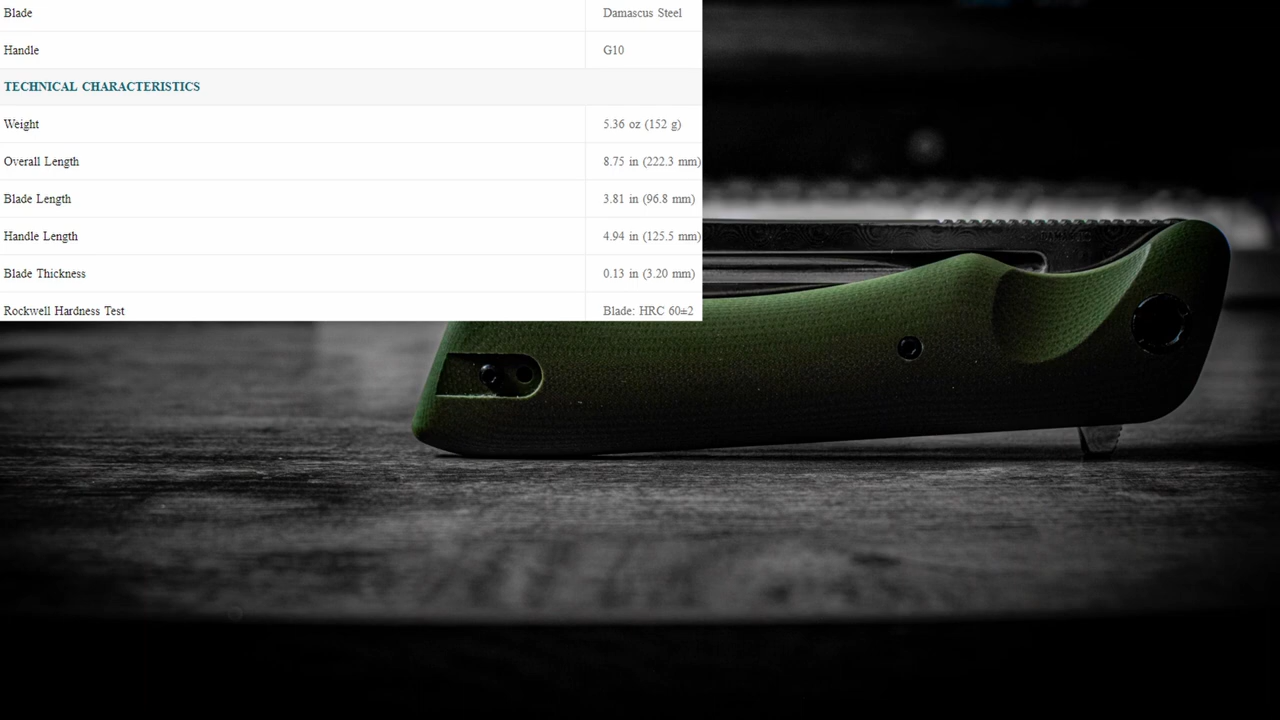 Blade Damascus Steel
Handle G10
TECHNICAL CHARACTERISTICS
Weight 5.36 oz (152 g)
Overall Length 8.75 in (222.3 mm)
Blade Length 3.81 in (96.8 mm)
Handle Length 4.94 in (125.5 mm)
Blade Thickness 0.13 in (3.20 mm)
Rockwell Hardness Test Blade: HRC 60±2